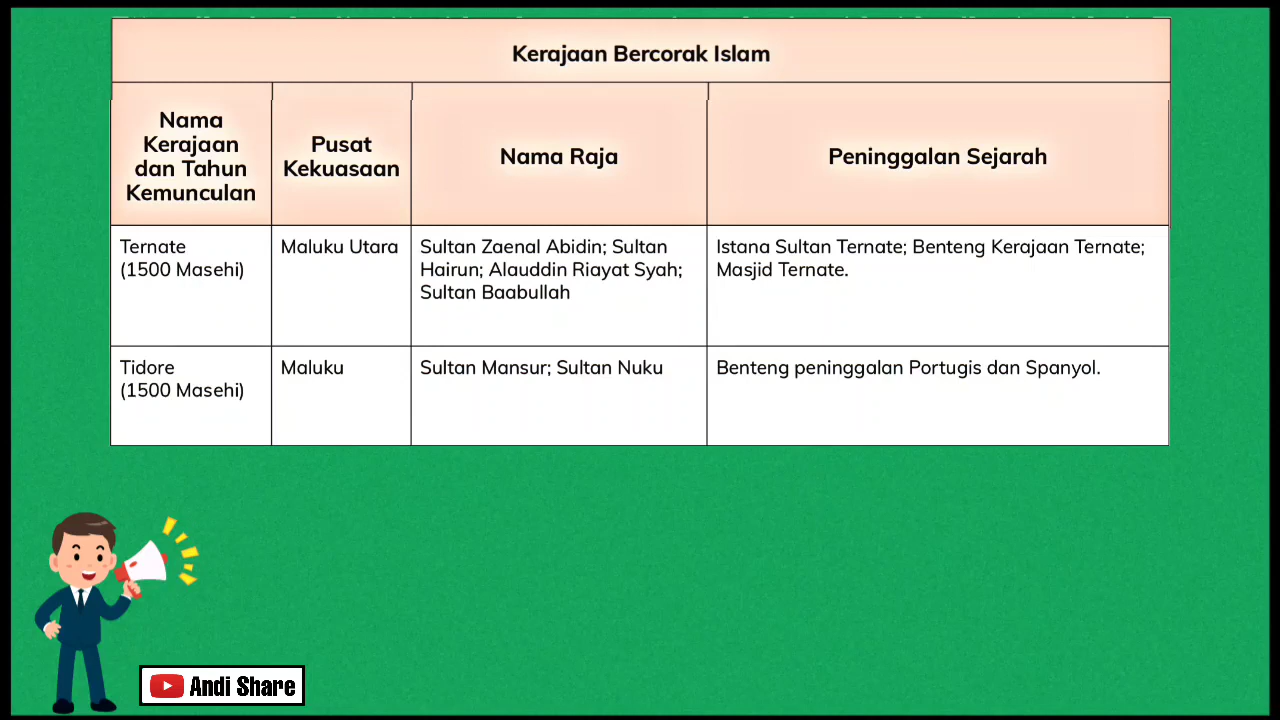 Kerajaan Bercorak Islam
Nama
Kerajaan
dan Tahun
Kemunculan
Pusat
Kekuasaan
Nama Raja
Peninggalan Sejarah
Ternate
(1500 Masehi)
Maluku Utara
Sultan Zaenal Abidin; Sultan
Hairun; Alauddin Riayat Syah;
Sultan Baabullah
Istana Sultan Ternate; Benteng Kerajaan Ternate;
Masjid Ternate.
Tidore
(1500 Masehi)
Maluku
Sultan Mansur; Sultan Nuku
Benteng peninggalan Portugis dan Spanyol.
Andi Share